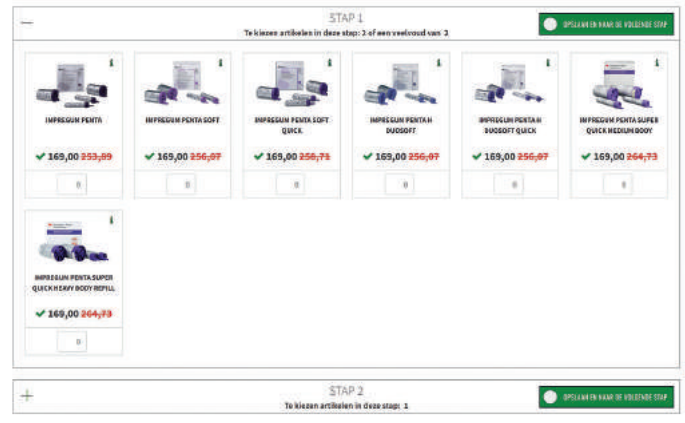 STAP 1
Te kiezen artikelen in deze stap: 3 of een veelvoud van 3
OPSLAAN EN NAAR DE VOLGENDE STAP
IMPREGUM PENTA
169,00 253,89
0
IMPREGUM PENTA SOFT
169,00 256,07
0
IMPREGUM PENTA SOFT
QUICK
169,00 256,71
0
IMPREGUM PENTA H
DUOSOFT
169,00 256,07
0
IMPREGUM PENTA H
DUOSOFT QUICK
169,00 256,07
0
IMPREGUM PENTA SUPER
QUICK MEDIUM BODY
169,00 264,73
0
IMPREGUM PENTA SUPER
QUICK HEAVY BODY REFILL
169,00 264,73
0
STAP 2
Te kiezen artikelen in deze stap: 1
OPSLAAN EN NAAR DE VOLGENDE STAP